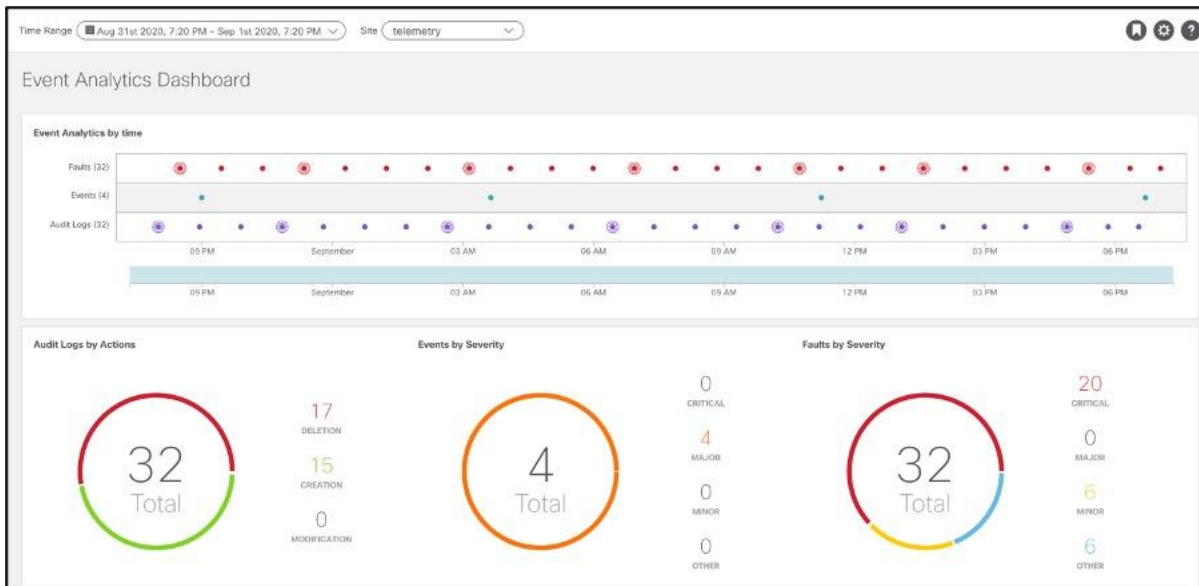 Time Range Aug 31st 2020, 7:20 PM - Sep 1st 2020, 7:20 PM Site telemetry ?
Event Analytics Dashboard
Event Analytics by time
Faults (32)
Events (4)
Audit Logs (32)
09 PM September 03 AM 06 AM 09 AM 12 PM 03 PM 06 PM
09 PM September 03 AM 06 AM 09 AM 12 PM 03 PM 06 PM
Audit Logs by Actions
32
Total
17
DELETION
15
CREATION
0
MODIFICATION
Events by Severity
4
Total
0
CRITICAL
4
MAJOR
0
MINOR
0
OTHER
Faults by Severity
32
Total
20
CRITICAL
0
MAJOR
6
MINOR
6
OTHER